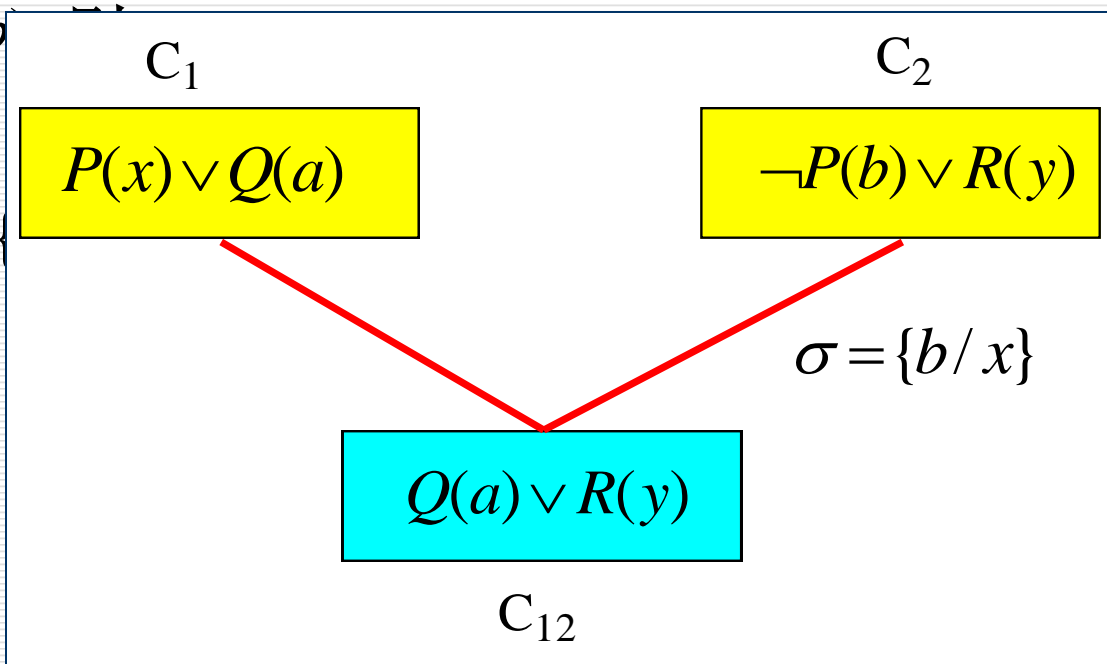 C₁ C₂
P(x)∨Q(a) ¬P(b)∨R(y)
σ={b/x}
Q(a)∨R(y)
C₁₂